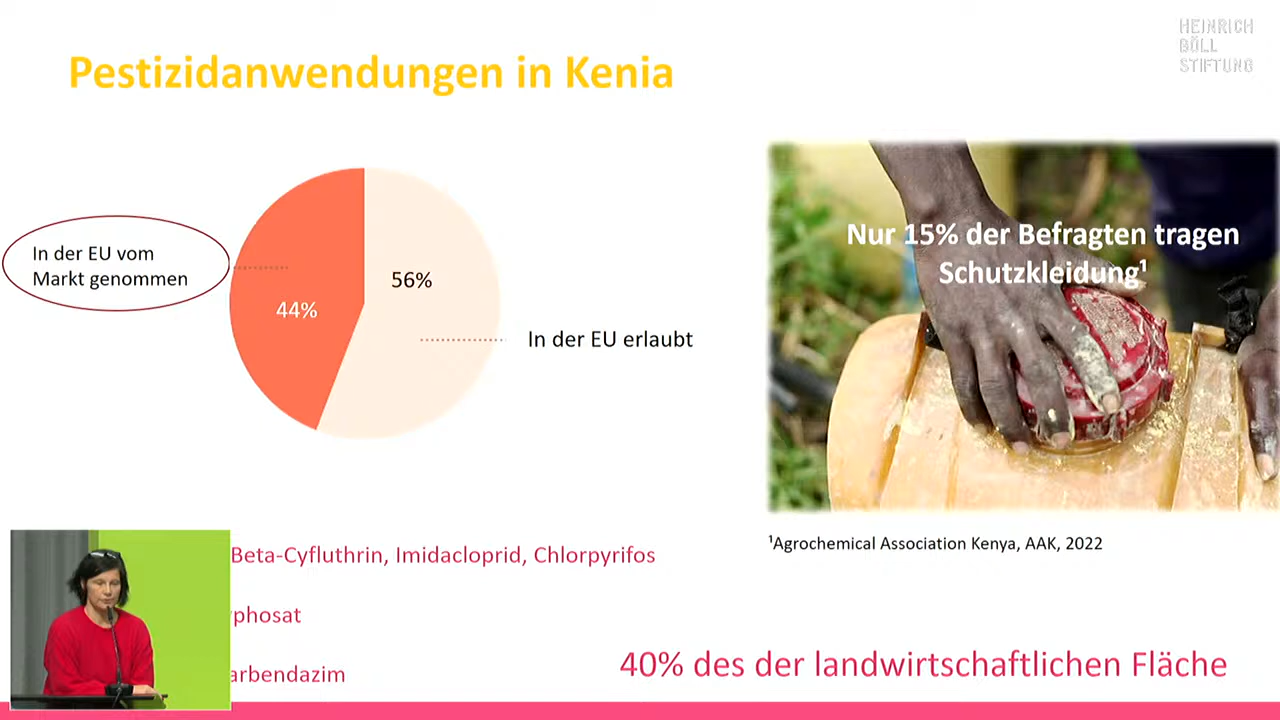 HEINRICH
BÖLL
STIFTUNG
Pestizidanwendungen in Kenia
In der EU vom
Markt genommen
44%
56%
In der EU erlaubt
Nur 15% der Befragten tragen
Schutzkleidung¹
¹Agrochemical Association Kenya, AAK, 2022
Beta-Cyfluthrin, Imidacloprid, Chlorpyrifos
phosat
arbendazim
40% des der landwirtschaftlichen Fläche